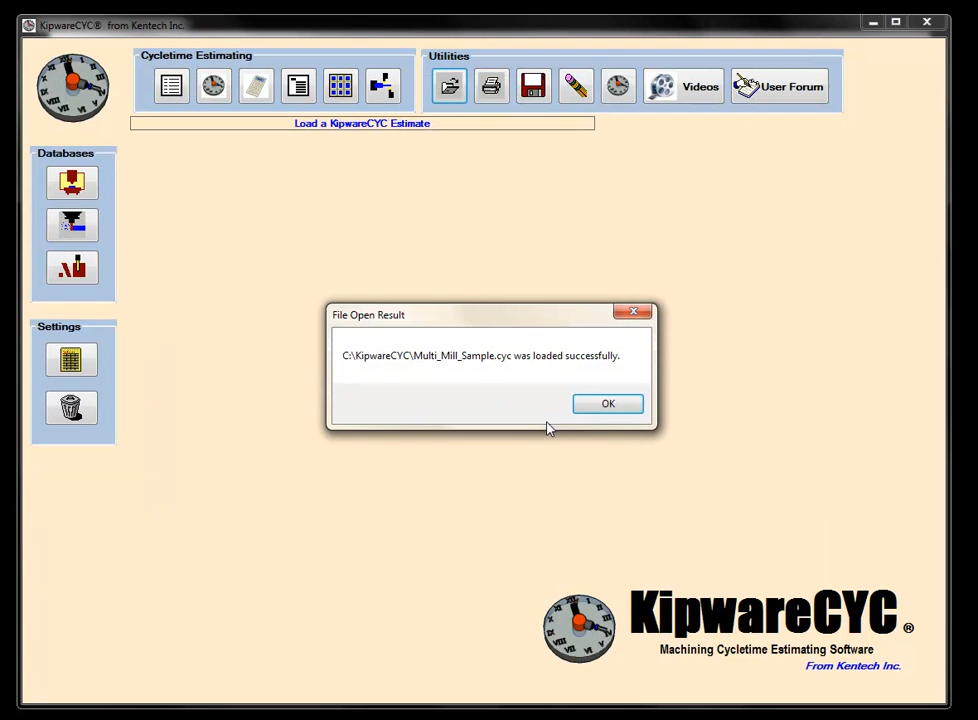 KipwareCYC® from Kentech Inc.
Cycletime Estimating
Utilities
Videos
User Forum
Load a KipwareCYC Estimate
Databases
Settings
File Open Result
C:\KipwareCYC\Multi_Mill_Sample.cyc was loaded successfully.
OK
KipwareCYC®
Machining Cycletime Estimating Software
From Kentech Inc.